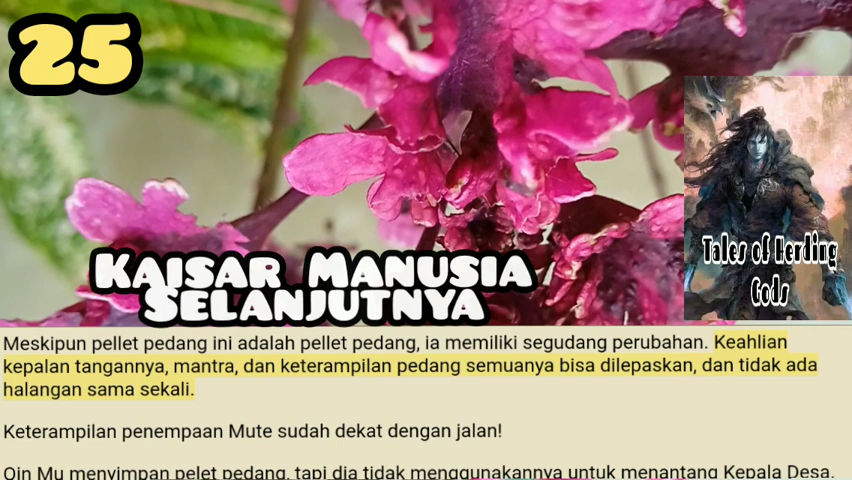 25
KAISAR MANUSIA
SELANJUTNYA
Tales of Herding
Gods
Meskipun pellet pedang ini adalah pellet pedang, ia memiliki segudang perubahan. Keahlian
kepalan tangannya, mantra, dan keterampilan pedang semuanya bisa dilepaskan, dan tidak ada
halangan sama sekali.
Keterampilan penempaan Mute sudah dekat dengan jalan!
Qin Mu menyimpan pelet pedang, tapi dia tidak menggunakannya untuk menantang Kepala Desa.